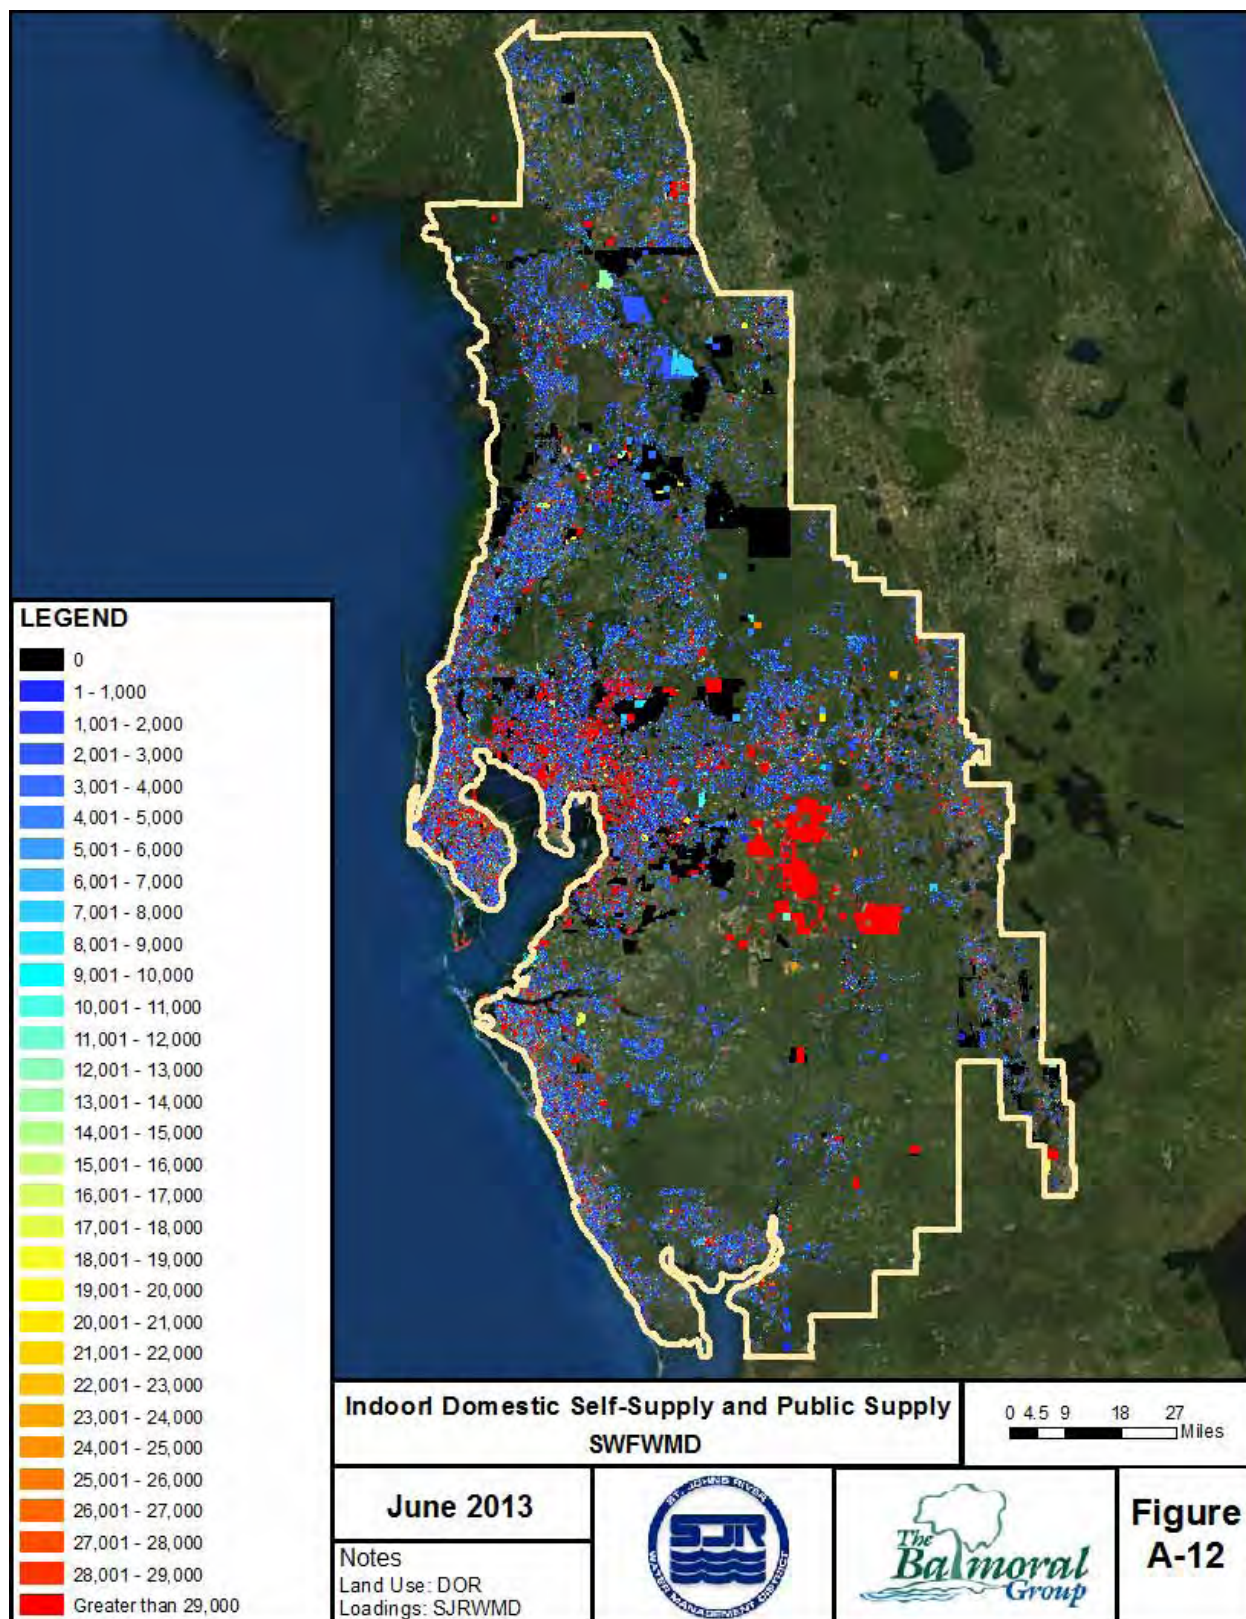 LEGEND
0
1 - 1,000
1,001 - 2,000
2,001 - 3,000
3,001 - 4,000
4,001 - 5,000
5,001 - 6,000
6,001 - 7,000
7,001 - 8,000
8,001 - 9,000
9,001 - 10,000
10,001 - 11,000
11,001 - 12,000
12,001 - 13,000
13,001 - 14,000
14,001 - 15,000
15,001 - 16,000
16,001 - 17,000
17,001 - 18,000
18,001 - 19,000
19,001 - 20,000
20,001 - 21,000
21,001 - 22,000
22,001 - 23,000
23,001 - 24,000
24,001 - 25,000
25,001 - 26,000
26,001 - 27,000
27,001 - 28,000
28,001 - 29,000
Greater than 29,000
Indoorl Domestic Self-Supply and Public Supply
SWFWMD
0 4.5 9 18 27
Miles
June 2013
Notes
Land Use: DOR
Loadings: SJRWMD
ST. JOHNS RIVER
SJR
WATER MANAGEMENT DISTRICT
The
Balmoral
Group
Figure
A-12